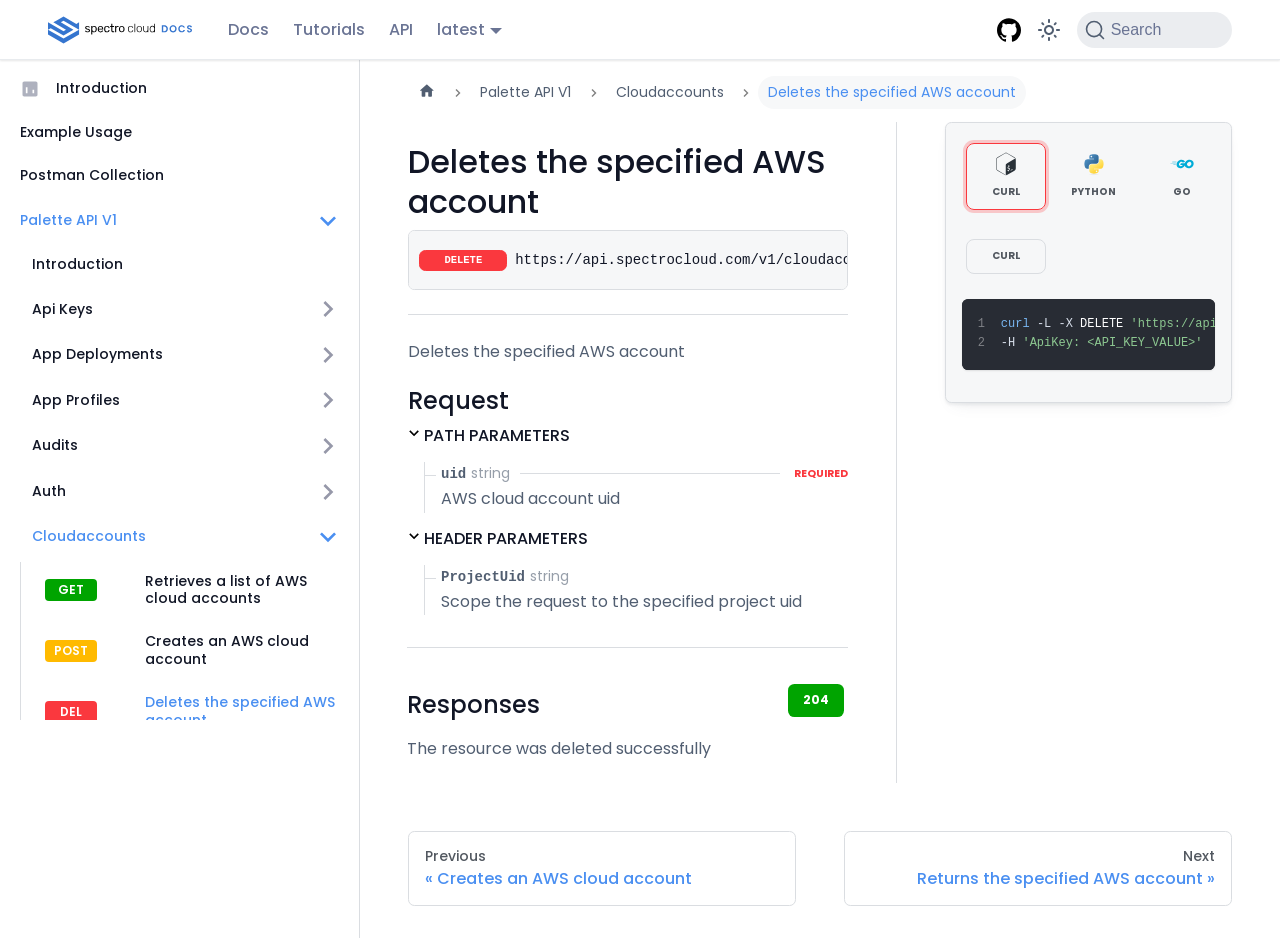 spectro cloud DOCS
Docs
Tutorials
API
latest
Search
Introduction
Example Usage
Postman Collection
Palette API V1
Introduction
Api Keys
App Deployments
App Profiles
Audits
Auth
Cloudaccounts
GET Retrieves a list of AWS
cloud accounts
POST Creates an AWS cloud
account
DEL Deletes the specified AWS
account
Palette API V1
Cloudaccounts
Deletes the specified AWS account
Deletes the specified AWS
account
DELETE https://api.spectrocloud.com/v1/cloudacc
Deletes the specified AWS account
Request
PATH PARAMETERS
uid string REQUIRED
AWS cloud account uid
HEADER PARAMETERS
ProjectUid string
Scope the request to the specified project uid
Responses
204
The resource was deleted successfully
CURL
PYTHON
GO
CURL
1 curl -L -X DELETE 'https://api
2 -H 'ApiKey: <API_KEY_VALUE>'
Previous
« Creates an AWS cloud account
Next
Returns the specified AWS account »